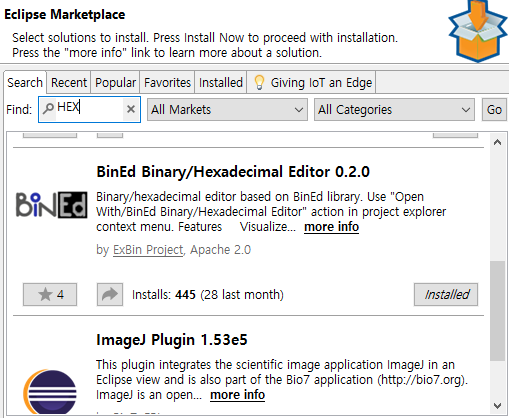 Eclipse Marketplace
Select solutions to install. Press Install Now to proceed with installation.
Press the "more info" link to learn more about a solution.
Search Recent Popular Favorites Installed Giving IoT an Edge
Find: HEX All Markets All Categories Go
BinEd Binary/Hexadecimal Editor 0.2.0
BinEd
Binary/hexadecimal editor based on BinEd library. Use "Open
With/BinEd Binary/Hexadecimal Editor" action in project explorer
context menu. Features Visualize... more info
by ExBin Project, Apache 2.0
4 Installs: 445 (28 last month) Installed
ImageJ Plugin 1.53e5
This plugin integrates the scientific image application ImageJ in an
Eclipse view and is also part of the Bio7 application (http://bio7.org).
ImageJ is an open... more info